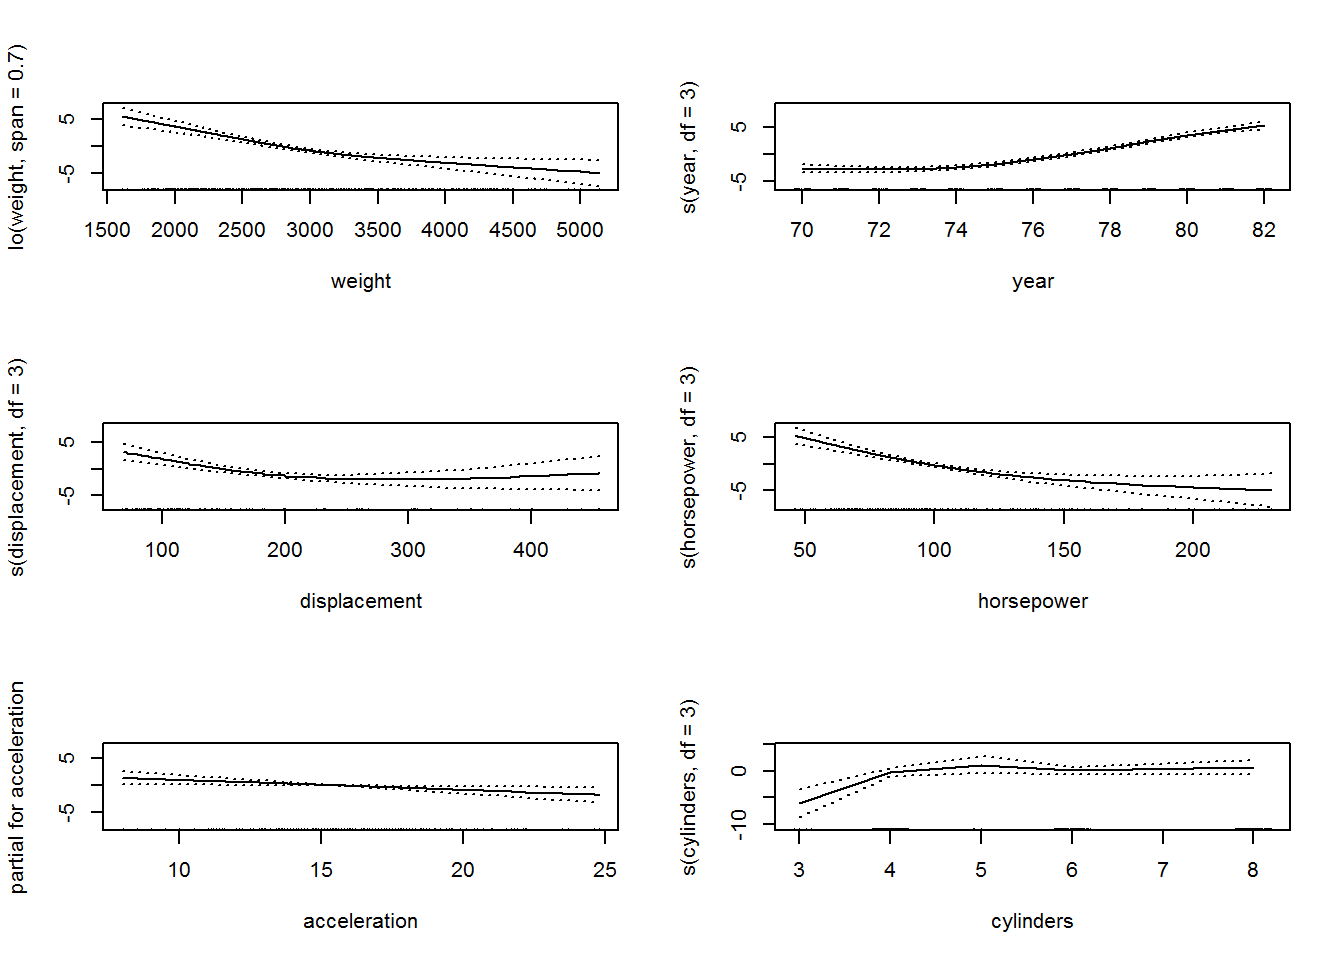 lo(weight, span = 0.7)
5
-5
1500 2000 2500 3000 3500 4000 4500 5000
weight
s(year, df = 3)
5
-5
70 72 74 76 78 80 82
year
s(displacement, df = 3)
5
-5
100 200 300 400
displacement
s(horsepower, df = 3)
5
-5
50 100 150 200
horsepower
partial for acceleration
5
-5
10 15 20 25
acceleration
s(cylinders, df = 3)
0
-10
3 4 5 6 7 8
cylinders